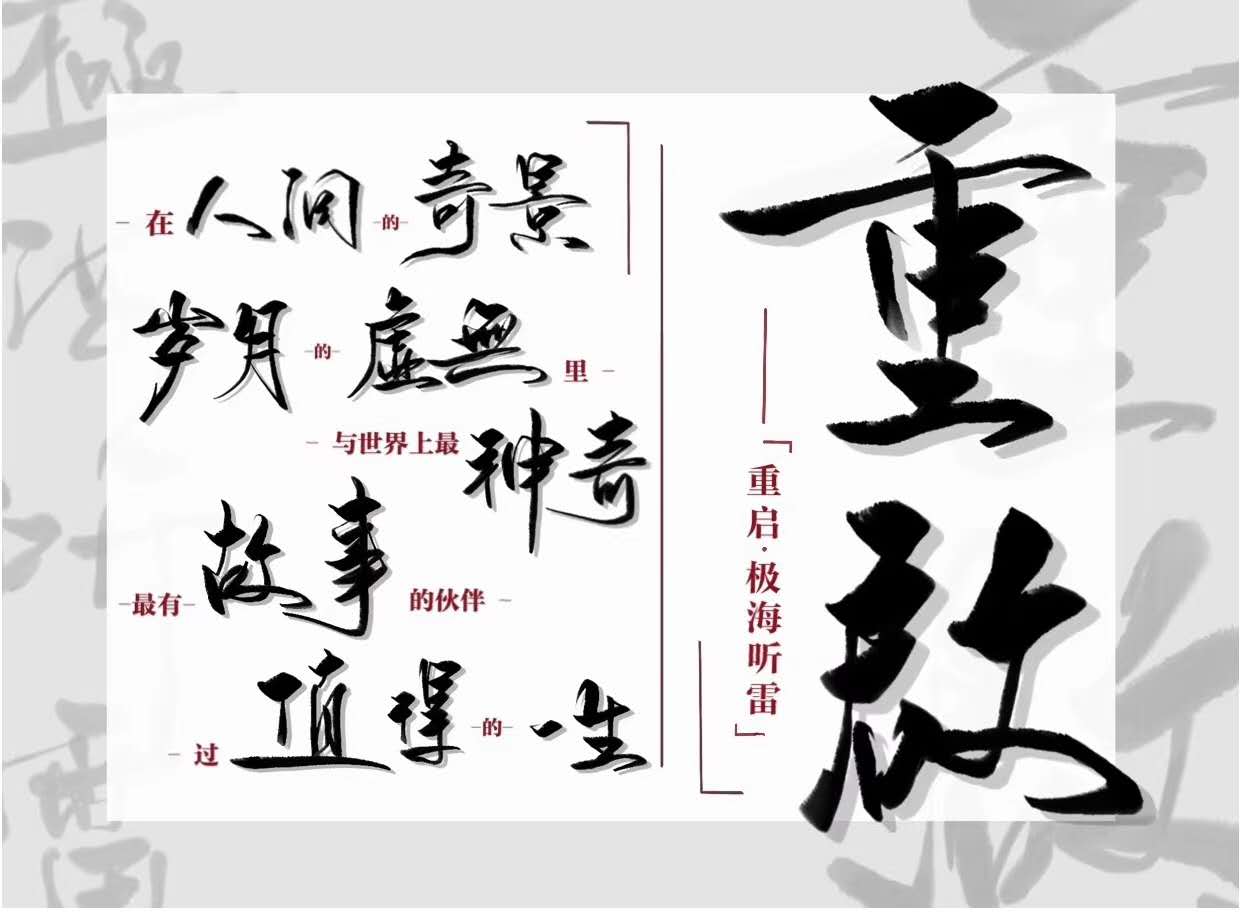 在人间的奇景
岁月的虚無里
与世界上最神奇
最有故事的伙伴
过值得的一生
重啟
「重启·极海听雷」